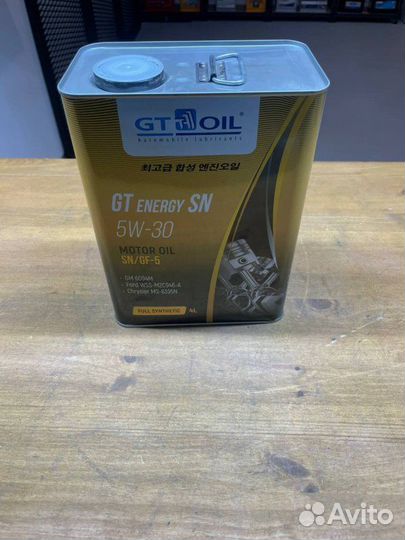 GT OIL®
Automobile lubricants
최고급 합성 엔진오일
GT ENERGY SN
5W-30
MOTOR OIL
SN/GF-5
- GM 6094M
- Ford WSS-M2C946-A
- Chrysler MS-6395N
FULL SYNTHETIC 4L
Avito